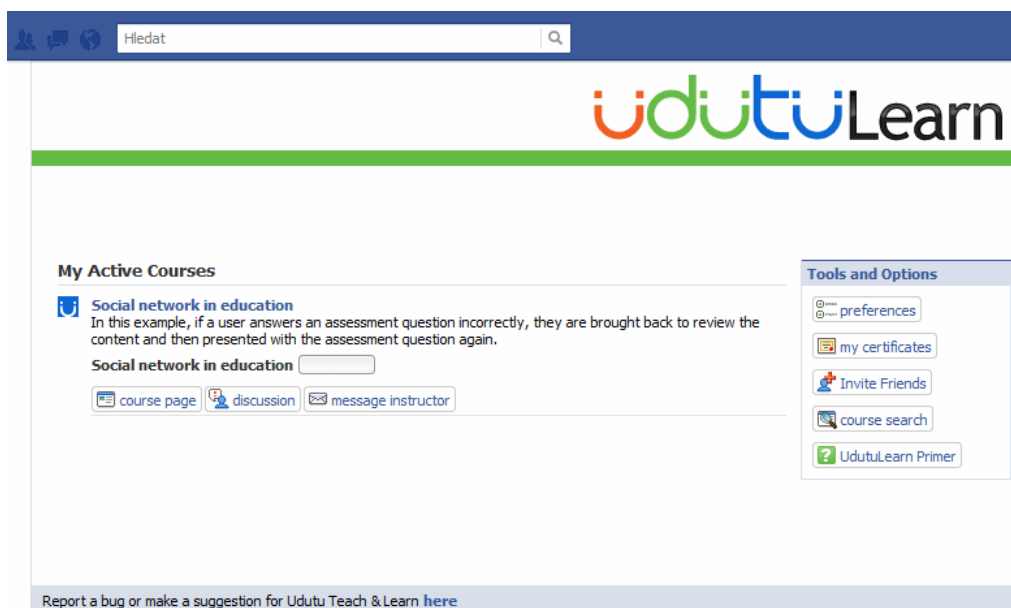 Hledat
udutuLearn
My Active Courses
Social network in education
In this example, if a user answers an assessment question incorrectly, they are brought back to review the
content and then presented with the assessment question again.
Social network in education
course page discussion message instructor
Tools and Options
preferences
my certificates
Invite Friends
course search
UdutuLearn Primer
Report a bug or make a suggestion for Udutu Teach & Learn here